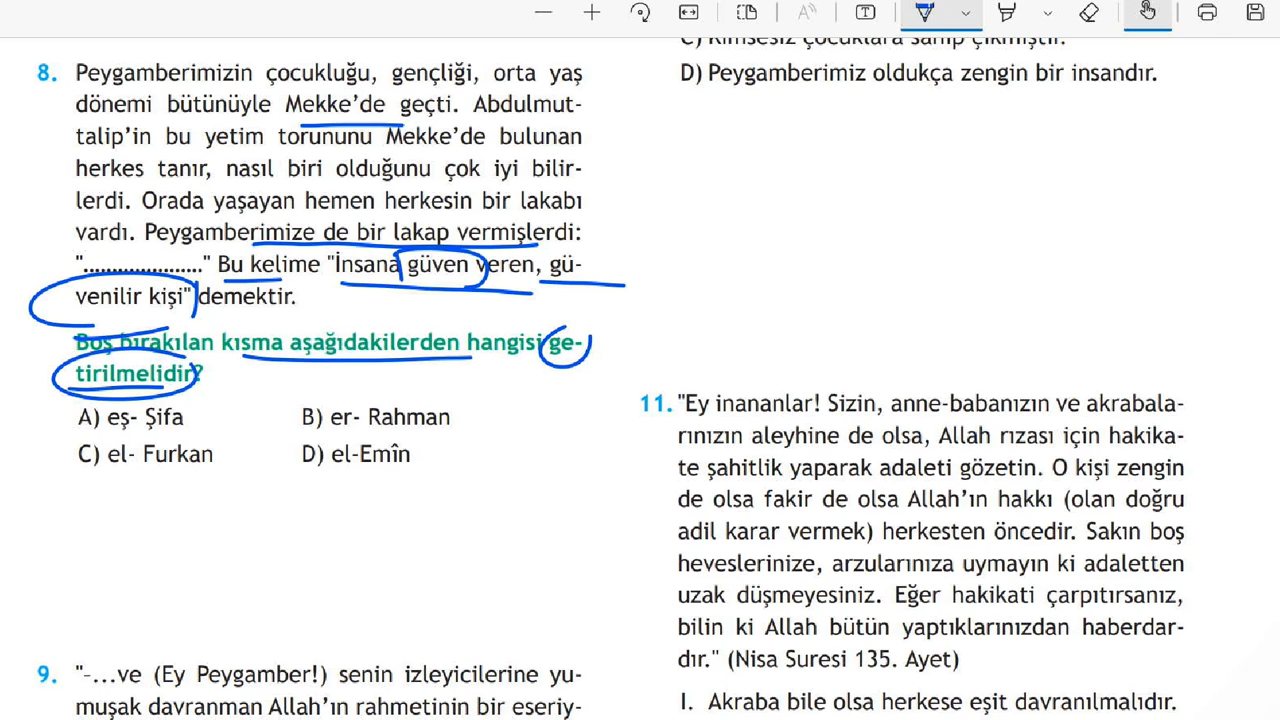 8. Peygamberimizin çocukluğu, gençliği, orta yaş
dönemi bütünüyle Mekke'de geçti. Abdulmut-
talip'in bu yetim torununu Mekke'de bulunan
herkes tanır, nasıl biri olduğunu çok iyi bilir-
lerdi. Orada yaşayan hemen herkesin bir lakabı
vardı. Peygamberimize de bir lakap vermişlerdi:
"....................." Bu kelime "İnsana güven veren, gü-
venilir kişi" demektir.
Boş bırakılan kısma aşağıdakilerden hangisi ge-
tirilmelidir?
A) eş- Şifa B) er- Rahman
C) el- Furkan D) el-Emîn
9. "-...ve (Ey Peygamber!) senin izleyicilerine yu-
muşak davranman Allah'ın rahmetinin bir eseriy-
C) Kimsesiz çocuklara sahip çıkmıştır.
D) Peygamberimiz oldukça zengin bir insandır.
11. "Ey inananlar! Sizin, anne-babanızın ve akrabala-
rınızın aleyhine de olsa, Allah rızası için hakika-
te şahitlik yaparak adaleti gözetin. O kişi zengin
de olsa fakir de olsa Allah'ın hakkı (olan doğru
adil karar vermek) herkesten öncedir. Sakın boş
heveslerinize, arzularınıza uymayın ki adaletten
uzak düşmeyesiniz. Eğer hakikati çarpıtırsanız,
bilin ki Allah bütün yaptıklarınızdan haberdar-
dır." (Nisa Suresi 135. Ayet)
I. Akraba bile olsa herkese eşit davranılmalıdır.